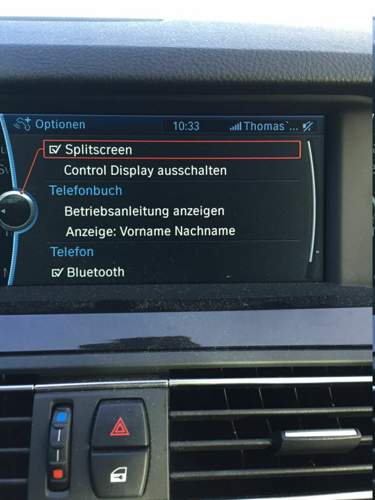 Optionen
10:33
Thomas`...
Splitscreen
Control Display ausschalten
Telefonbuch
Betriebsanleitung anzeigen
Anzeige: Vorname Nachname
Telefon
Bluetooth